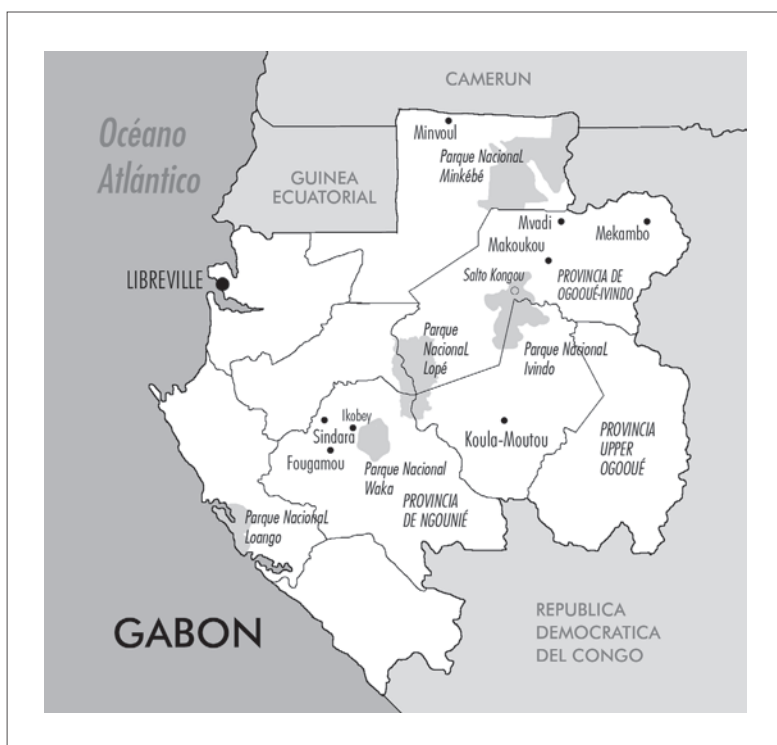 CAMERUN
Océano
Atlántico
Minvoul
Parque Nacional
Minkébé
GUINEA
ECUATORIAL
Mvadi
Mekambo
Makoukou
LIBREVILLE
Salto Kongou
PROVINCIA DE
OGOOUÉ-IVINDO
Parque
Nacional
Lopé
Parque Nacional
Ivindo
Ikobey
Sindara
Fougamou
Koula-Moutou
PROVINCIA
UPPER
OGOOUÉ
Parque Nacional
Waka
PROVINCIA
DE NGOUNIÉ
Parque Nacional
Loango
GABON
REPUBLICA
DEMOCRATICA
DEL CONGO